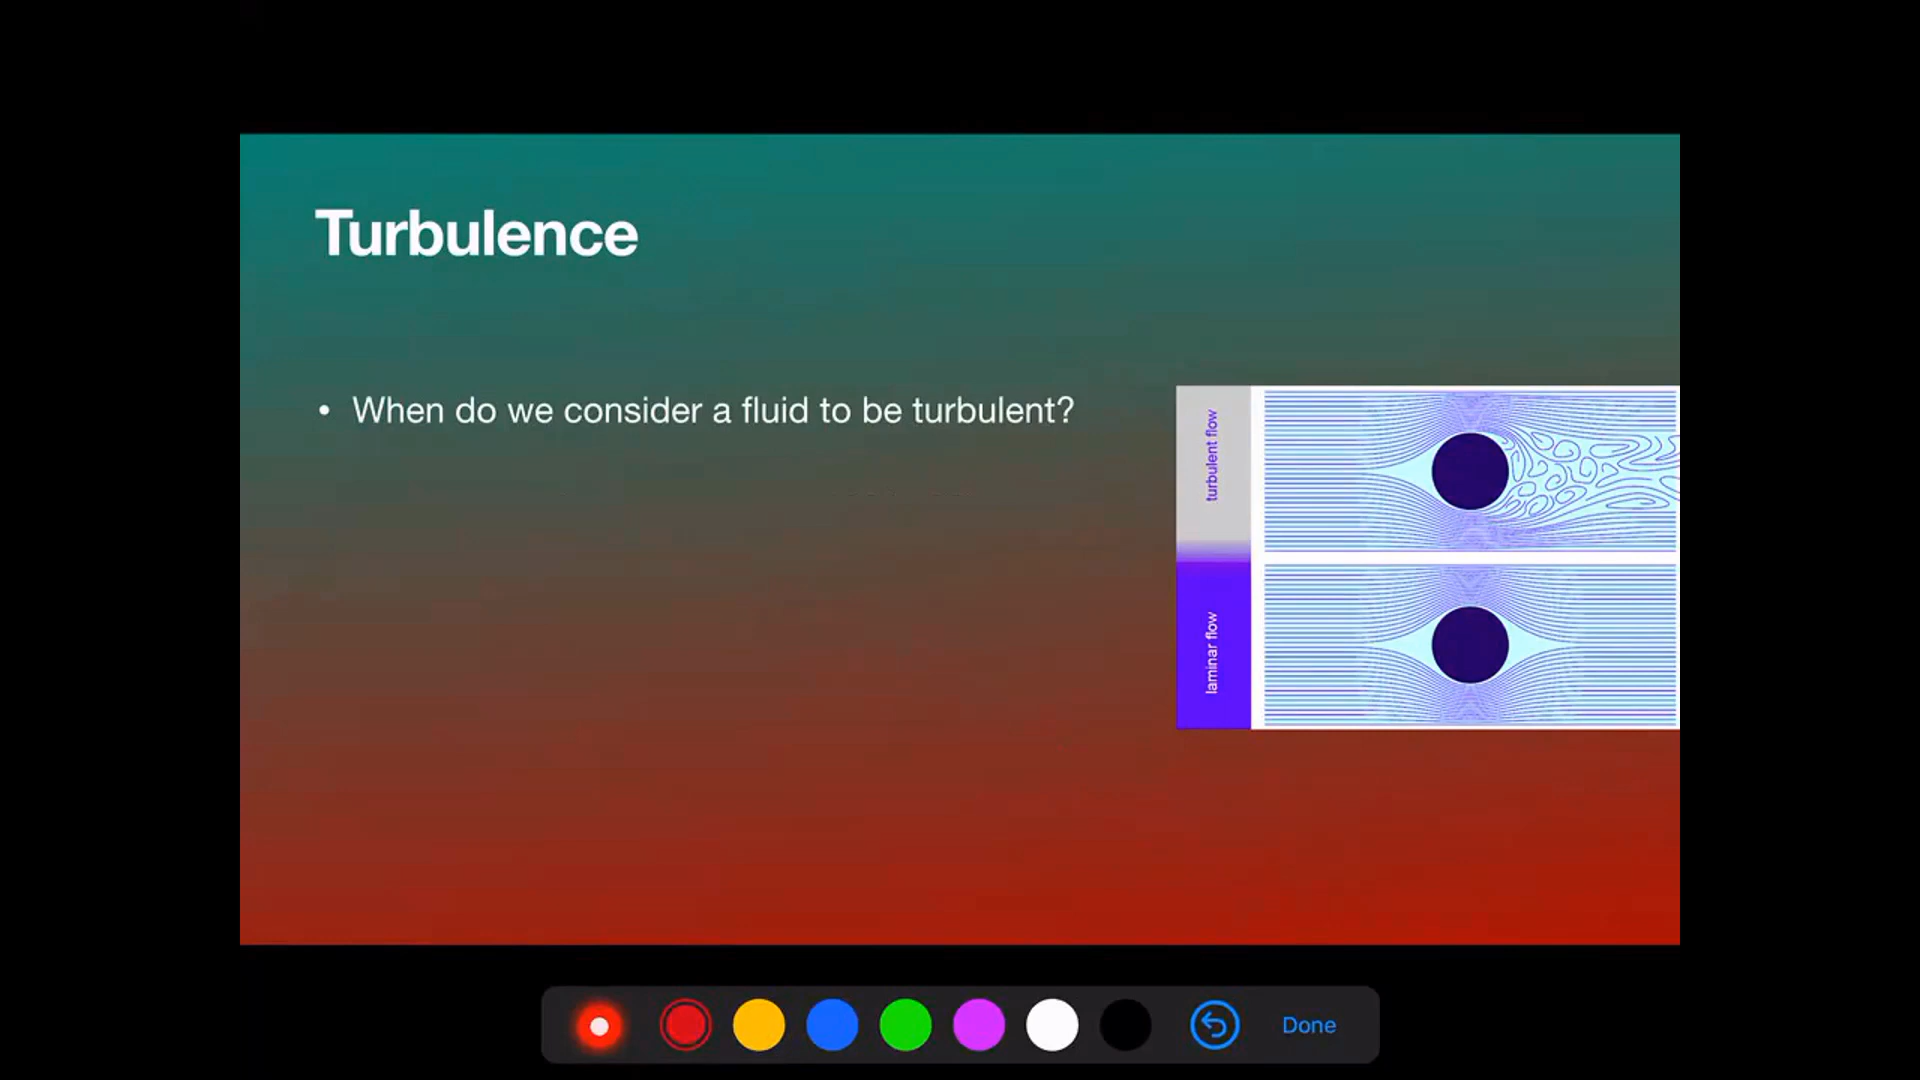 Turbulence
• When do we consider a fluid to be turbulent?
turbulent flow
laminar flow
Done